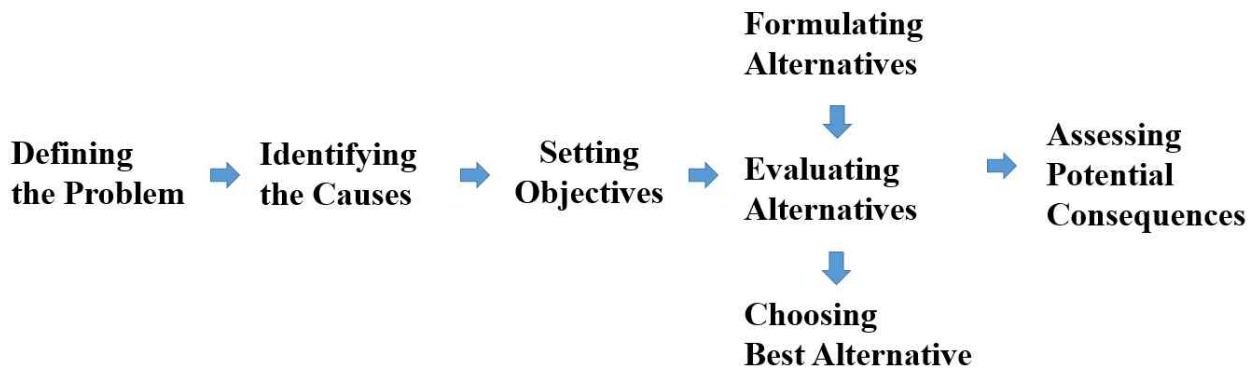 Defining
the Problem
Identifying
the Causes
Setting
Objectives
Formulating
Alternatives
Evaluating
Alternatives
Choosing
Best Alternative
Assessing
Potential
Consequences